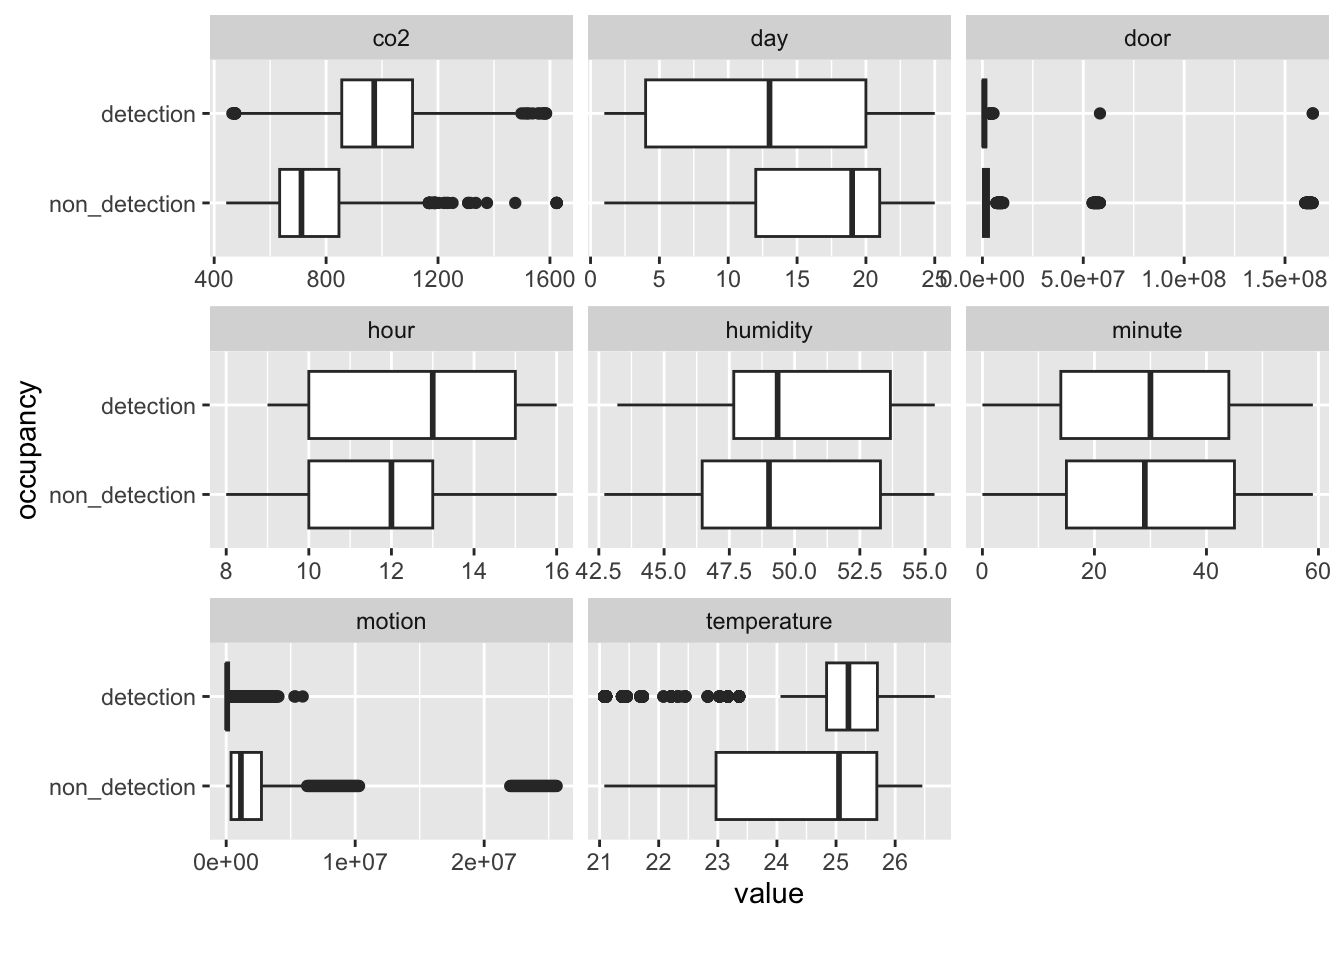 co2 day door
detection
non_detection
400 800 1200 1600 0 5 10 15 20 25 0.0e+00 5.0e+07 1.0e+08 1.5e+08
hour humidity minute
occupancy
detection
non_detection
8 10 12 14 16 42.5 45.0 47.5 50.0 52.5 55.0 0 20 40 60
motion temperature
detection
non_detection
0e+00 1e+07 2e+07 21 22 23 24 25 26
value